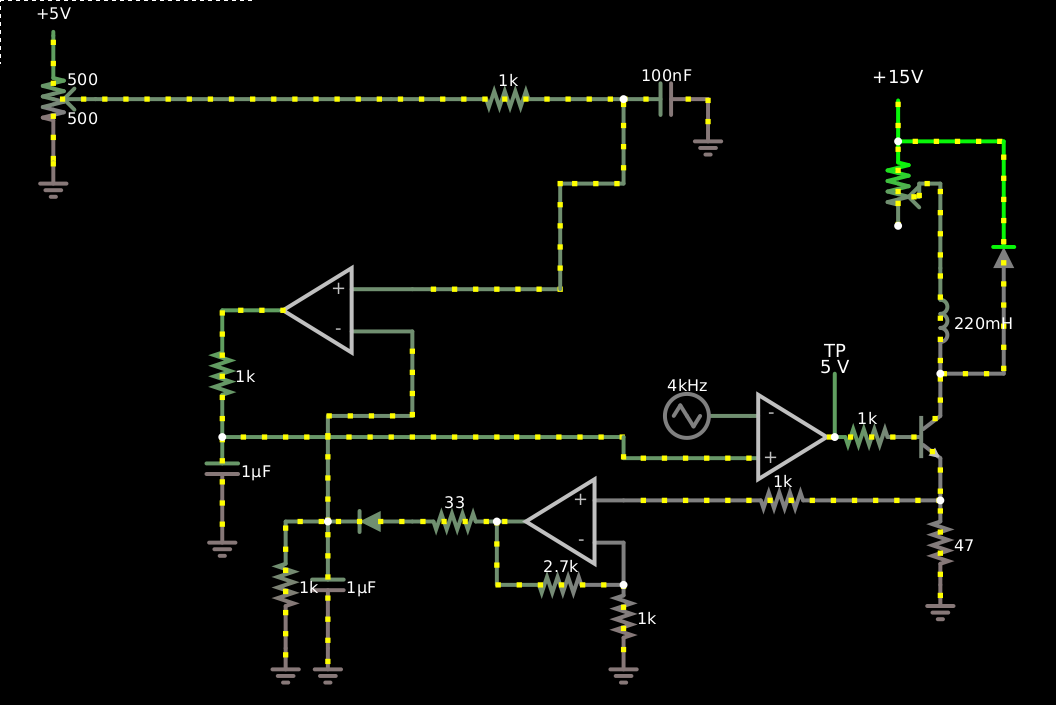 +5V
500
500
1k
100nF
+15V
+
-
1k
220mH
TP
5 V
4kHz
-
+
1k
1µF
33
+
-
1k
47
2.7k
1k
1µF
1k